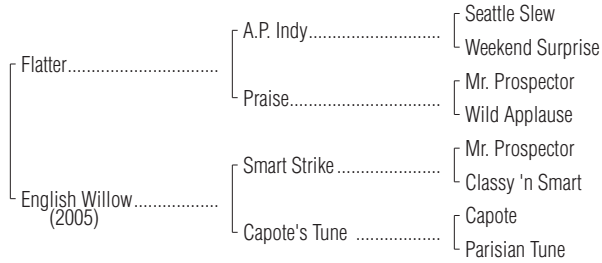 Seattle Slew
A.P. Indy
Weekend Surprise
Flatter
Mr. Prospector
Praise
Wild Applause
Mr. Prospector
Smart Strike
Classy 'n Smart
English Willow
(2005)
Capote
Capote's Tune
Parisian Tune